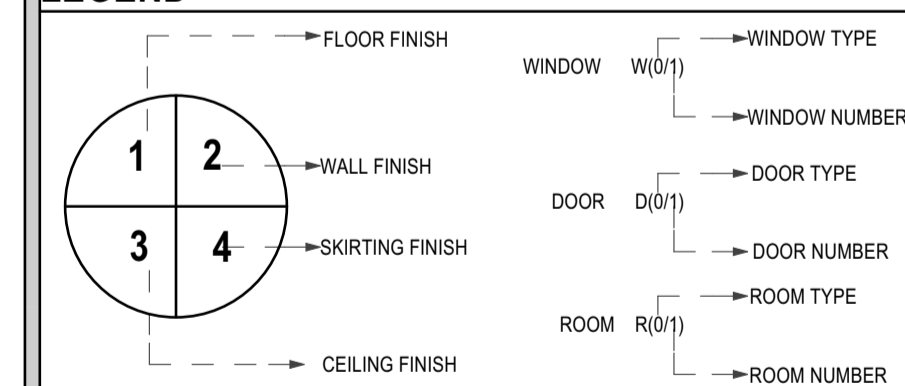 FLOOR FINISH
1
2
WALL FINISH
3
4
SKIRTING FINISH
CEILING FINISH
WINDOW W(0/1)
WINDOW TYPE
WINDOW NUMBER
DOOR D(0/1)
DOOR TYPE
DOOR NUMBER
ROOM R(0/1)
ROOM TYPE
ROOM NUMBER